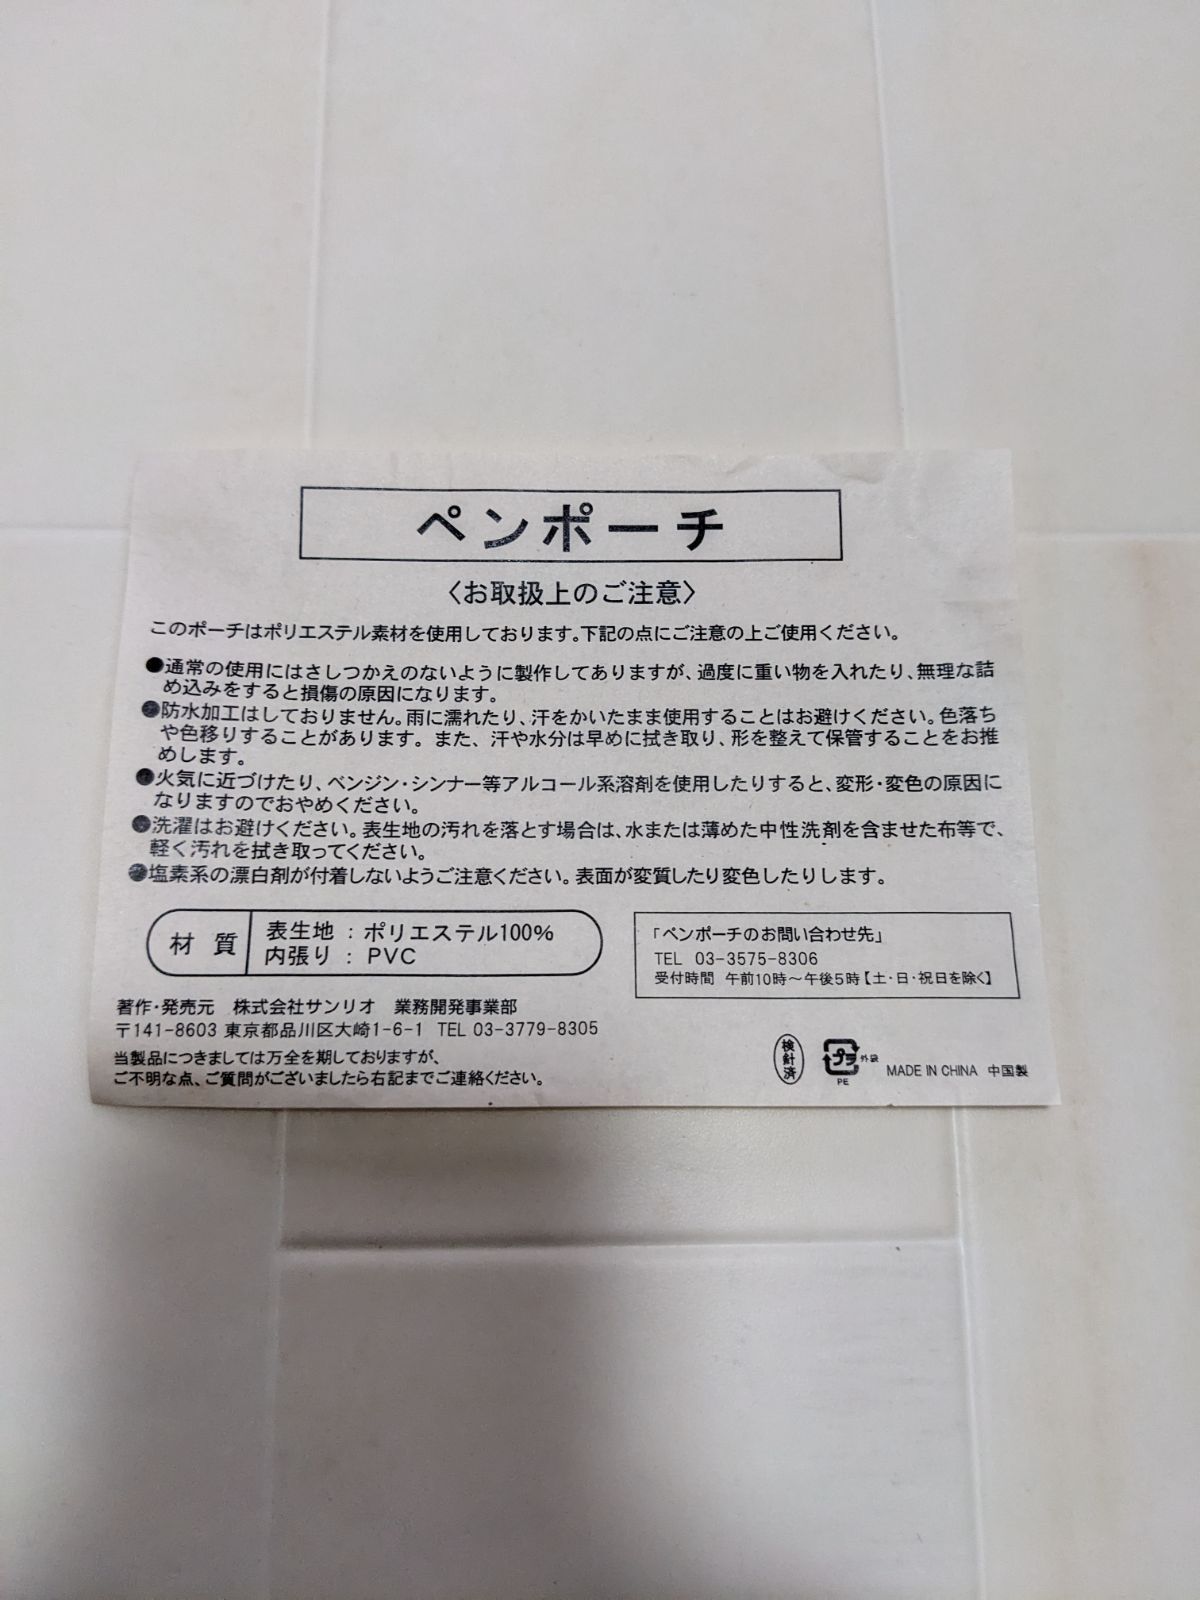 ペンポーチ
〈お取扱上のご注意〉
このポーチはポリエステル素材を使用しております。下記の点にご注意の上ご使用ください。
●通常の使用にはさしつかえのないように製作してありますが、過度に重い物を入れたり、無理な詰
め込みをすると損傷の原因になります。
●防水加工はしておりません。雨に濡れたり、汗をかいたまま使用することはお避けください。色落ち
や色移りすることがあります。また、汗や水分は早めに拭き取り、形を整えて保管することをお推
めします。
●火気に近づけたり、ベンジン・シンナー等アルコール系溶剤を使用したりすると、変形・変色の原因に
なりますのでおやめください。
●洗濯はお避けください。表生地の汚れを落とす場合は、水または薄めた中性洗剤を含ませた布等で、
軽く汚れを拭き取ってください。
●塩素系の漂白剤が付着しないようご注意ください。表面が変質したり変色したりします。
材質
表生地：ポリエステル100%
内張り：PVC
「ペンポーチのお問い合わせ先」
TEL 03-3575-8306
受付時間 午前10時〜午後5時【土・日・祝日を除く】
著作・発売元 株式会社サンリオ 業務開発事業部
〒141-8603 東京都品川区大崎1-6-1 TEL 03-3779-8305
当製品につきましては万全を期しておりますが、
ご不明な点、ご質問がございましたら右記までご連絡ください。
検針済
プラ 外袋
PE
MADE IN CHINA 中国製